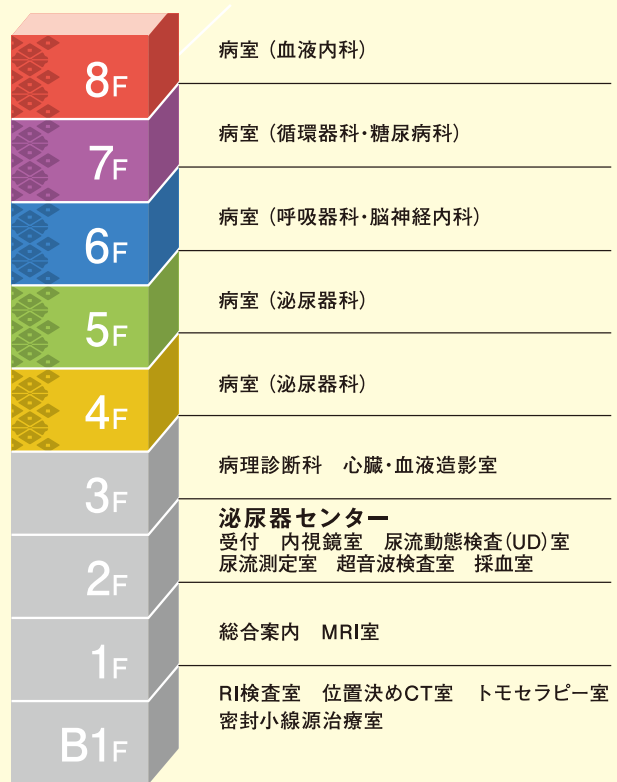 8F
病室（血液内科）
7F
病室（循環器科・糖尿病科）
6F
病室（呼吸器科・脳神経内科）
5F
病室（泌尿器科）
4F
病室（泌尿器科）
3F
病理診断科　心臓・血液造影室
2F
泌尿器センター
受付　内視鏡室　尿流動態検査(UD)室
尿流測定室　超音波検査室　採血室
1F
総合案内　MRI室
B1F
RI検査室　位置決めCT室　トモセラピー室
密封小線源治療室